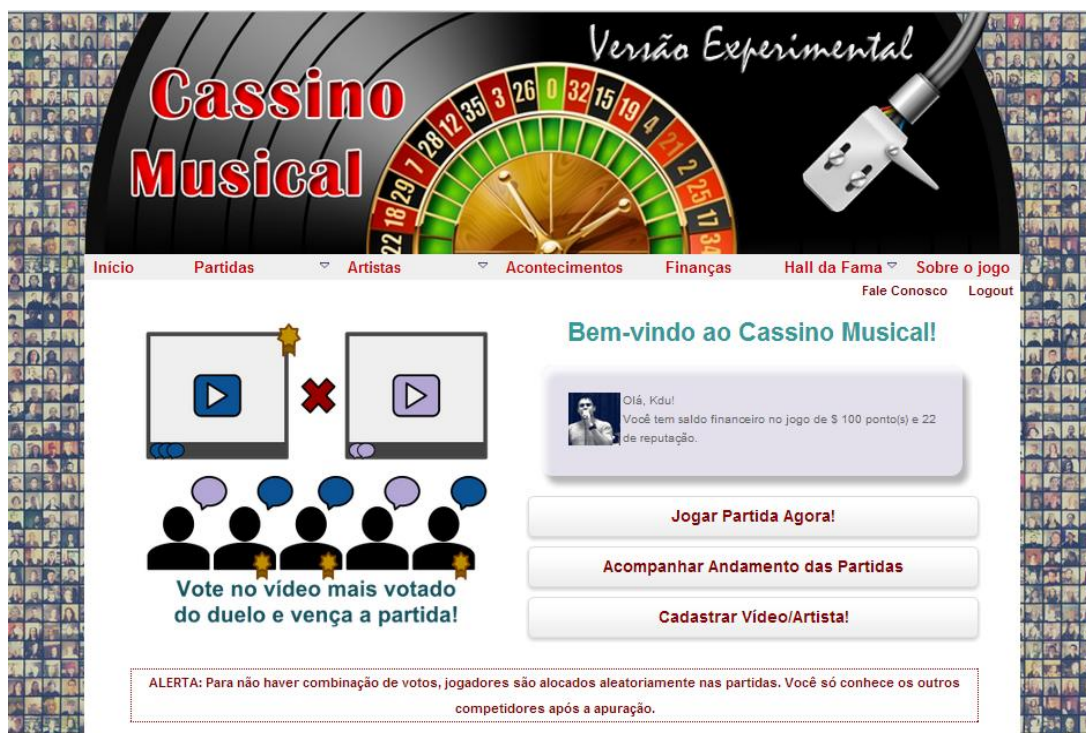 Versão Experimental
Cassino
Musical
22 18 29 7 28 12 35 3 26 0 32 15 19 4 21 2 25 17 34
Início Partidas Artistas Acontecimentos Finanças Hall da Fama Sobre o jogo
Fale Conosco Logout
Bem-vindo ao Cassino Musical!
Olá, Kdu!
Você tem saldo financeiro no jogo de $ 100 ponto(s) e 22
de reputação.
Jogar Partida Agora!
Acompanhar Andamento das Partidas
Cadastrar Vídeo/Artista!
Vote no vídeo mais votado
do duelo e vença a partida!
ALERTA: Para não haver combinação de votos, jogadores são alocados aleatoriamente nas partidas. Você só conhece os outros
competidores após a apuração.